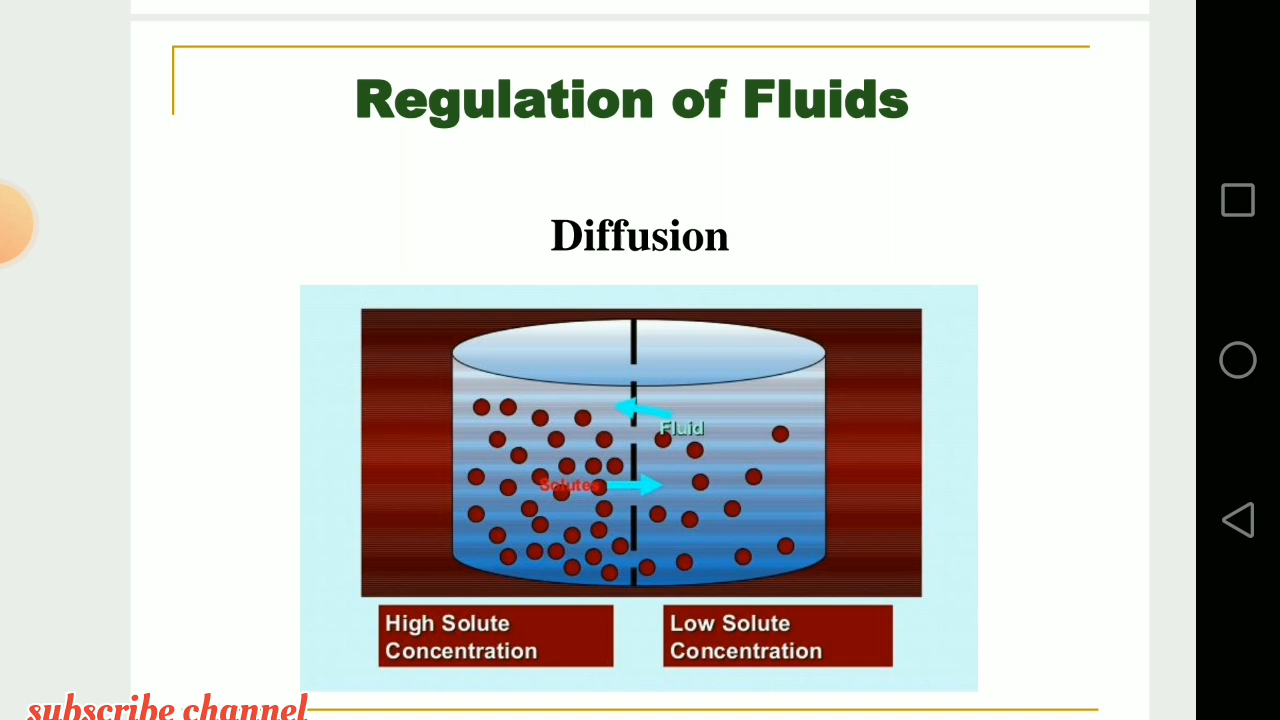 Regulation of Fluids
Diffusion
Fluid
Solutes
High Solute
Concentration
Low Solute
Concentration
subscribe channel